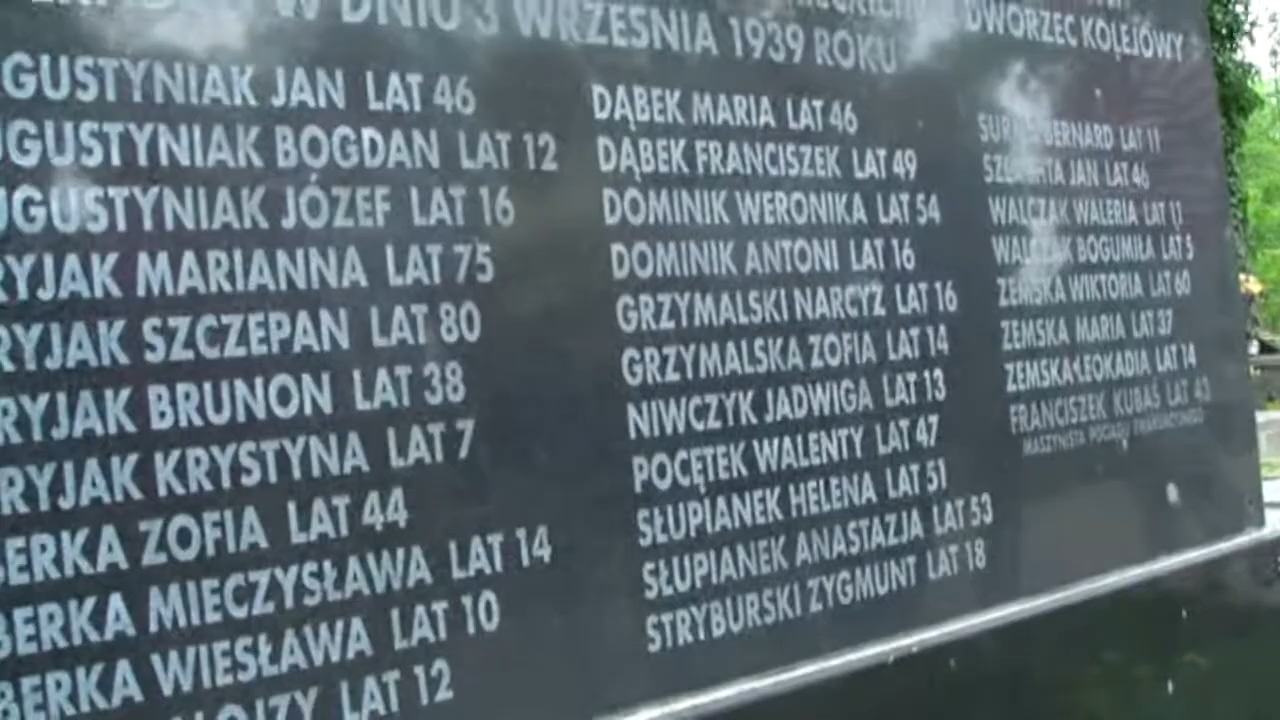 W DNIU 3 WRZEŚNIA 1939 ROKU
DWORZEC KOLEJOWY
GUSTYNIAK JAN LAT 46
UGUSTYNIAK BOGDAN LAT 12
UGUSTYNIAK JÓZEF LAT 16
RYJAK MARIANNA LAT 75
RYJAK SZCZEPAN LAT 80
RYJAK BRUNON LAT 38
RYJAK KRYSTYNA LAT 7
BERKA ZOFIA LAT 44
BERKA MIECZYSŁAWA LAT 14
BERKA WIESŁAWA LAT 10
LAT 12
DĄBEK MARIA LAT 46
DĄBEK FRANCISZEK LAT 49
DOMINIK WERONIKA LAT 54
DOMINIK ANTONI LAT 16
GRZYMALSKI NARCYZ LAT 16
GRZYMALSKA ZOFIA LAT 14
NIWCZYK JADWIGA LAT 13
POCĘTEK WALENTY LAT 47
SŁUPIANEK HELENA LAT 51
SŁUPIANEK ANASTAZJA LAT 53
STRYBURSKI ZYGMUNT LAT 18
BERNARD LAT 11
JAN LAT 46
WALCZAK WALERIA LAT 11
WALCZAK BOGUMIŁA LAT 5
ZEMSKA WIKTORIA LAT 60
ZEMSKA MARIA LAT 37
ZEMSKA LEOKADIA LAT 14
FRANCISZEK KUBAŚ LAT 43
MASZYNISTA POCIĄGU EWAKUACYJNEGO